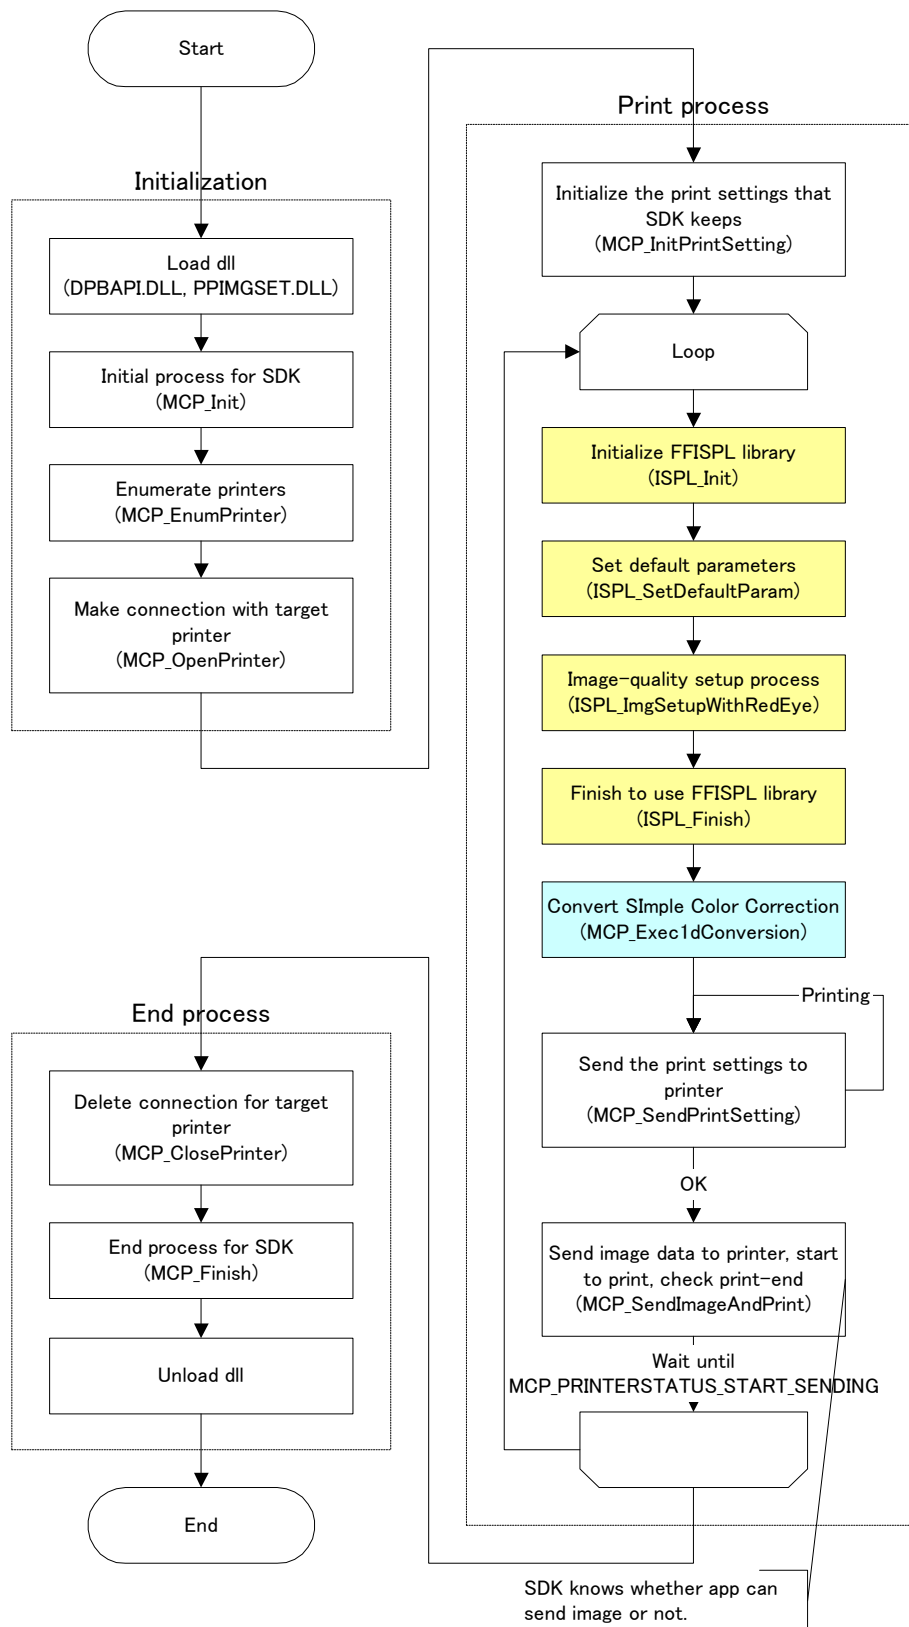 Start
Initialization
Load dll
(DPBAPI.DLL, PPIMGSET.DLL)
Initial process for SDK
(MCP_Init)
Enumerate printers
(MCP_EnumPrinter)
Make connection with target
printer
(MCP_OpenPrinter)
Print process
Initialize the print settings that
SDK keeps
(MCP_InitPrintSetting)
Loop
Initialize FFISPL library
(ISPL_Init)
Set default parameters
(ISPL_SetDefaultParam)
Image-quality setup process
(ISPL_ImgSetupWithRedEye)
Finish to use FFISPL library
(ISPL_Finish)
Convert SImple Color Correction
(MCP_Exec1dConversion)
Printing
Send the print settings to
printer
(MCP_SendPrintSetting)
OK
Send image data to printer, start
to print, check print-end
(MCP_SendImageAndPrint)
Wait until
MCP_PRINTERSTATUS_START_SENDING
SDK knows whether app can
send image or not.
End process
Delete connection for target
printer
(MCP_ClosePrinter)
End process for SDK
(MCP_Finish)
Unload dll
End